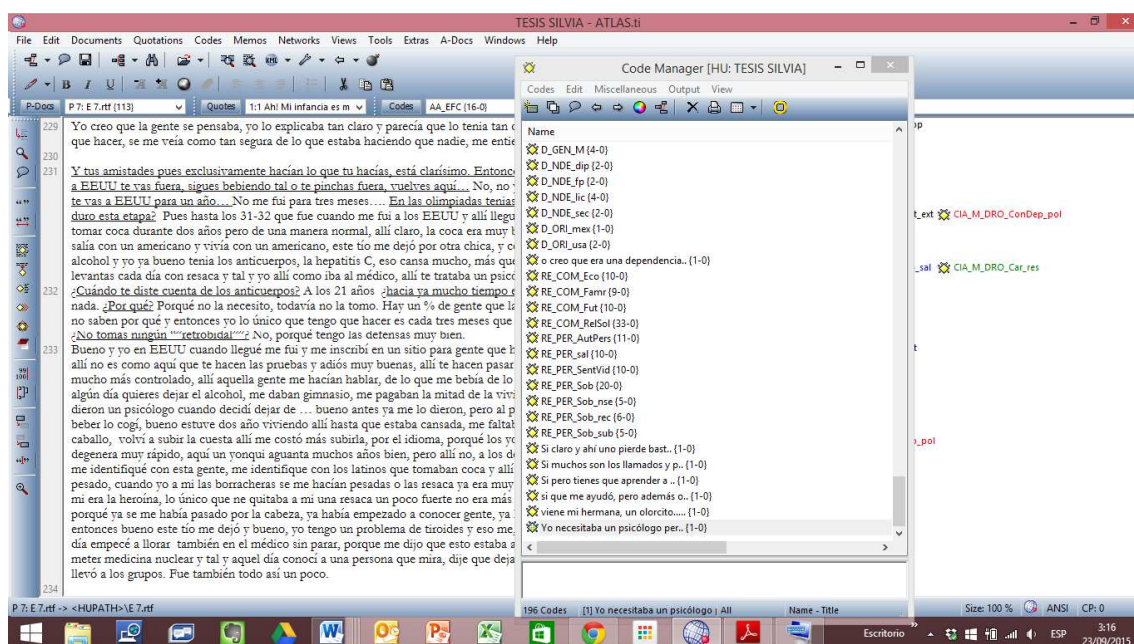 TESIS SILVIA - ATLAS.ti
File Edit Documents Quotations Codes Memos Networks Views Tools Extras A-Docs Windows Help
P-Docs P 7: E 7.rtf {113} Quotes 1:1 Ah! Mi infancia es m Codes AA_EFC {16-0}
229 Yo creo que la gente se pensaba, yo lo explicaba tan claro y parecía que lo tenia tan
que hacer, se me veía como tan segura de lo que estaba haciendo que nadie, me entie
230
231 Y tus amistades pues exclusivamente hacían lo que tu hacías, está clarísimo. Entonc
a EEUU te vas fuera, sigues bebiendo tal o te pinchas fuera, vuelves aquí… No, no
te vas a EEUU para un año… No me fui para tres meses…. En las olimpiadas tenias
duro esta etapa? Pues hasta los 31-32 que fue cuando me fui a los EEUU y allí llegu
tomar coca durante dos años pero de una manera normal, allí claro, la coca era muy
salía con un americano y vivía con un americano, este tío me dejó por otra chica, y
alcohol y yo ya bueno tenia los anticuerpos, la hepatitis C, eso cansa mucho, más que
levantas cada día con resaca y tal y yo allí como iba al médico, allí te trataba un psicó
232 ¿Cuándo te diste cuenta de los anticuerpos? A los 21 años ¿hacia ya mucho tiempo
nada. ¿Por qué? Porqué no la necesito, todavía no la tomo. Hay un % de gente que
no saben por qué y entonces yo lo único que tengo que hacer es cada tres meses que
¿No tomas ningún ""retrobidal""? No, porqué tengo las defensas muy bien.
233 Bueno y yo en EEUU cuando llegué me fui y me inscribí en un sitio para gente que
allí no es como aquí que te hacen las pruebas y adiós muy buenas, allí te hacen pasar
mucho más controlado, allí aquella gente me hacían hablar, de lo que me bebía de lo
algún día quieres dejar el alcohol, me daban gimnasio, me pagaban la mitad de la vivi
dieron un psicólogo cuando decidí dejar de … bueno antes ya me lo dieron, pero al p
beber lo cogí, bueno estuve dos año viviendo allí hasta que estaba cansada, me faltab
caballo, volví a subir la cuesta allí me costó más subirla, por el idioma, porqué los yo
degenera muy rápido, aquí un yonqui aguanta muchos años bien, pero allí no, a los d
me identifiqué con esta gente, me identifique con los latinos que tomaban coca y allí
pesado, cuando yo a mi las borracheras se me hacían pesadas o las resaca ya era muy
mi era la heroína, lo único que ne quitaba a mi una resaca un poco fuerte no era más
porqué ya se me había pasado por la cabeza, ya había empezado a conocer gente, ya
entonces bueno este tío me dejó y bueno, yo tengo un problema de tiroides y eso me
día empecé a llorar también en el médico sin parar, porque me dijo que esto estaba a
meter medicina nuclear y tal y aquel día conocí a una persona que mira, dije que deja
llevó a los grupos. Fue también todo así un poco.
234
Code Manager [HU: TESIS SILVIA]
Codes Edit Miscellaneous Output View
Name
D_GEN_M {4-0}
D_NDE_dip {2-0}
D_NDE_fp {2-0}
D_NDE_lic {4-0}
D_NDE_sec {2-0}
D_ORI_mex {1-0}
D_ORI_usa {2-0}
o creo que era una dependencia.. {1-0}
RE_COM_Eco {10-0}
RE_COM_Famr {9-0}
RE_COM_Fut {10-0}
RE_COM_RelSol {33-0}
RE_PER_AutPers {11-0}
RE_PER_sal {10-0}
RE_PER_SentVid {10-0}
RE_PER_Sob {20-0}
RE_PER_Sob_nse {5-0}
RE_PER_Sob_rec {6-0}
RE_PER_Sob_sub {5-0}
Si claro y ahí uno pierde bast.. {1-0}
Si muchos son los llamados y p.. {1-0}
Si pero tienes que aprender a .. {1-0}
si que me ayudó, pero además o.. {1-0}
viene mi hermana, un olorcito..... {1-0}
Yo necesitaba un psicólogo per.. {1-0}
196 Codes [1] Yo necesitaba un psicólogo | All Name - Title
op
t_ext CIA_M_DRO_ConDep_pol
_sal CIA_M_DRO_Car_res
t
_pol
P 7: E 7.rtf -> <HUPATH>\E 7.rtf Size: 100 % ANSI CP: 0
Escritorio ESP 3:16
23/09/2015